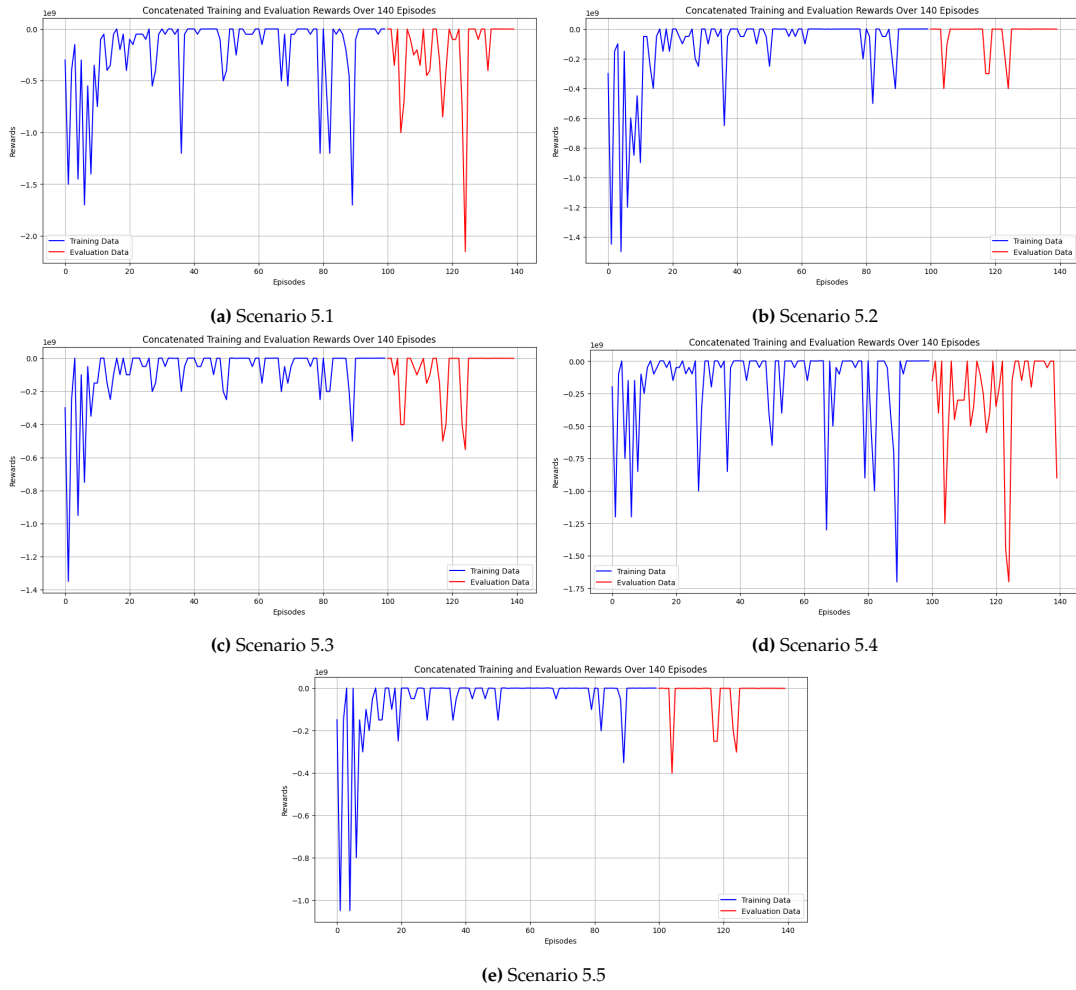 Concatenated Training and Evaluation Rewards Over 140 Episodes
1e9
0.0
−0.5
−1.0
−1.5
−2.0
Rewards
Training Data
Evaluation Data
0 20 40 60 80 100 120 140
Episodes
(a) Scenario 5.1
Concatenated Training and Evaluation Rewards Over 140 Episodes
1e9
0.0
−0.2
−0.4
−0.6
−0.8
−1.0
−1.2
−1.4
Rewards
Training Data
Evaluation Data
0 20 40 60 80 100 120 140
Episodes
(b) Scenario 5.2
Concatenated Training and Evaluation Rewards Over 140 Episodes
1e9
0.0
−0.2
−0.4
−0.6
−0.8
−1.0
−1.2
−1.4
Rewards
Training Data
Evaluation Data
0 20 40 60 80 100 120 140
Episodes
(c) Scenario 5.3
Concatenated Training and Evaluation Rewards Over 140 Episodes
1e9
0.00
−0.25
−0.50
−0.75
−1.00
−1.25
−1.50
−1.75
Rewards
Training Data
Evaluation Data
0 20 40 60 80 100 120 140
Episodes
(d) Scenario 5.4
Concatenated Training and Evaluation Rewards Over 140 Episodes
1e9
0.0
−0.2
−0.4
−0.6
−0.8
−1.0
Rewards
Training Data
Evaluation Data
0 20 40 60 80 100 120 140
Episodes
(e) Scenario 5.5